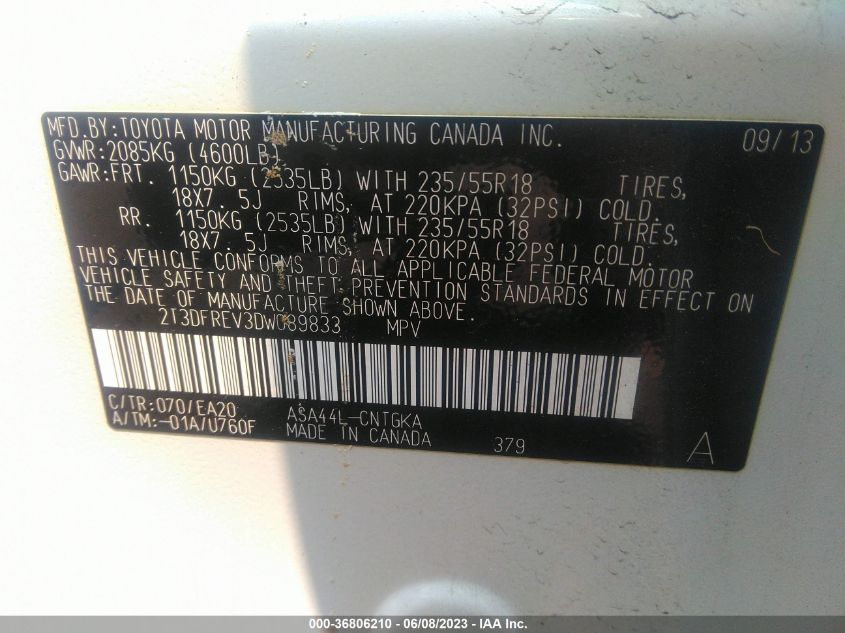 MFD.BY:TOYOTA MOTOR MANUFACTURING CANADA INC. 09/13
GVWR:2085KG (4600LB)
GAWR:FRT. 1150KG (2535LB) WITH 235/55R18 TIRES,
18X7. 5J RIMS, AT 220KPA (32PSI) COLD.
RR. 1150KG (2535LB) WITH 235/55R18 TIRES,
18X7. 5J RIMS, AT 220KPA (32PSI) COLD.
THIS VEHICLE CONFORMS TO ALL APPLICABLE FEDERAL MOTOR
VEHICLE SAFETY AND THEFT PREVENTION STANDARDS IN EFFECT ON
THE DATE OF MANUFACTURE SHOWN ABOVE.
2T3DFREV3DW089833 MPV
C/TR:070/EA20 ASA44L-CNTGKA
A/TM:-01A/U760F MADE IN CANADA 379 A
000-36806210 - 06/08/2023 - IAA Inc.